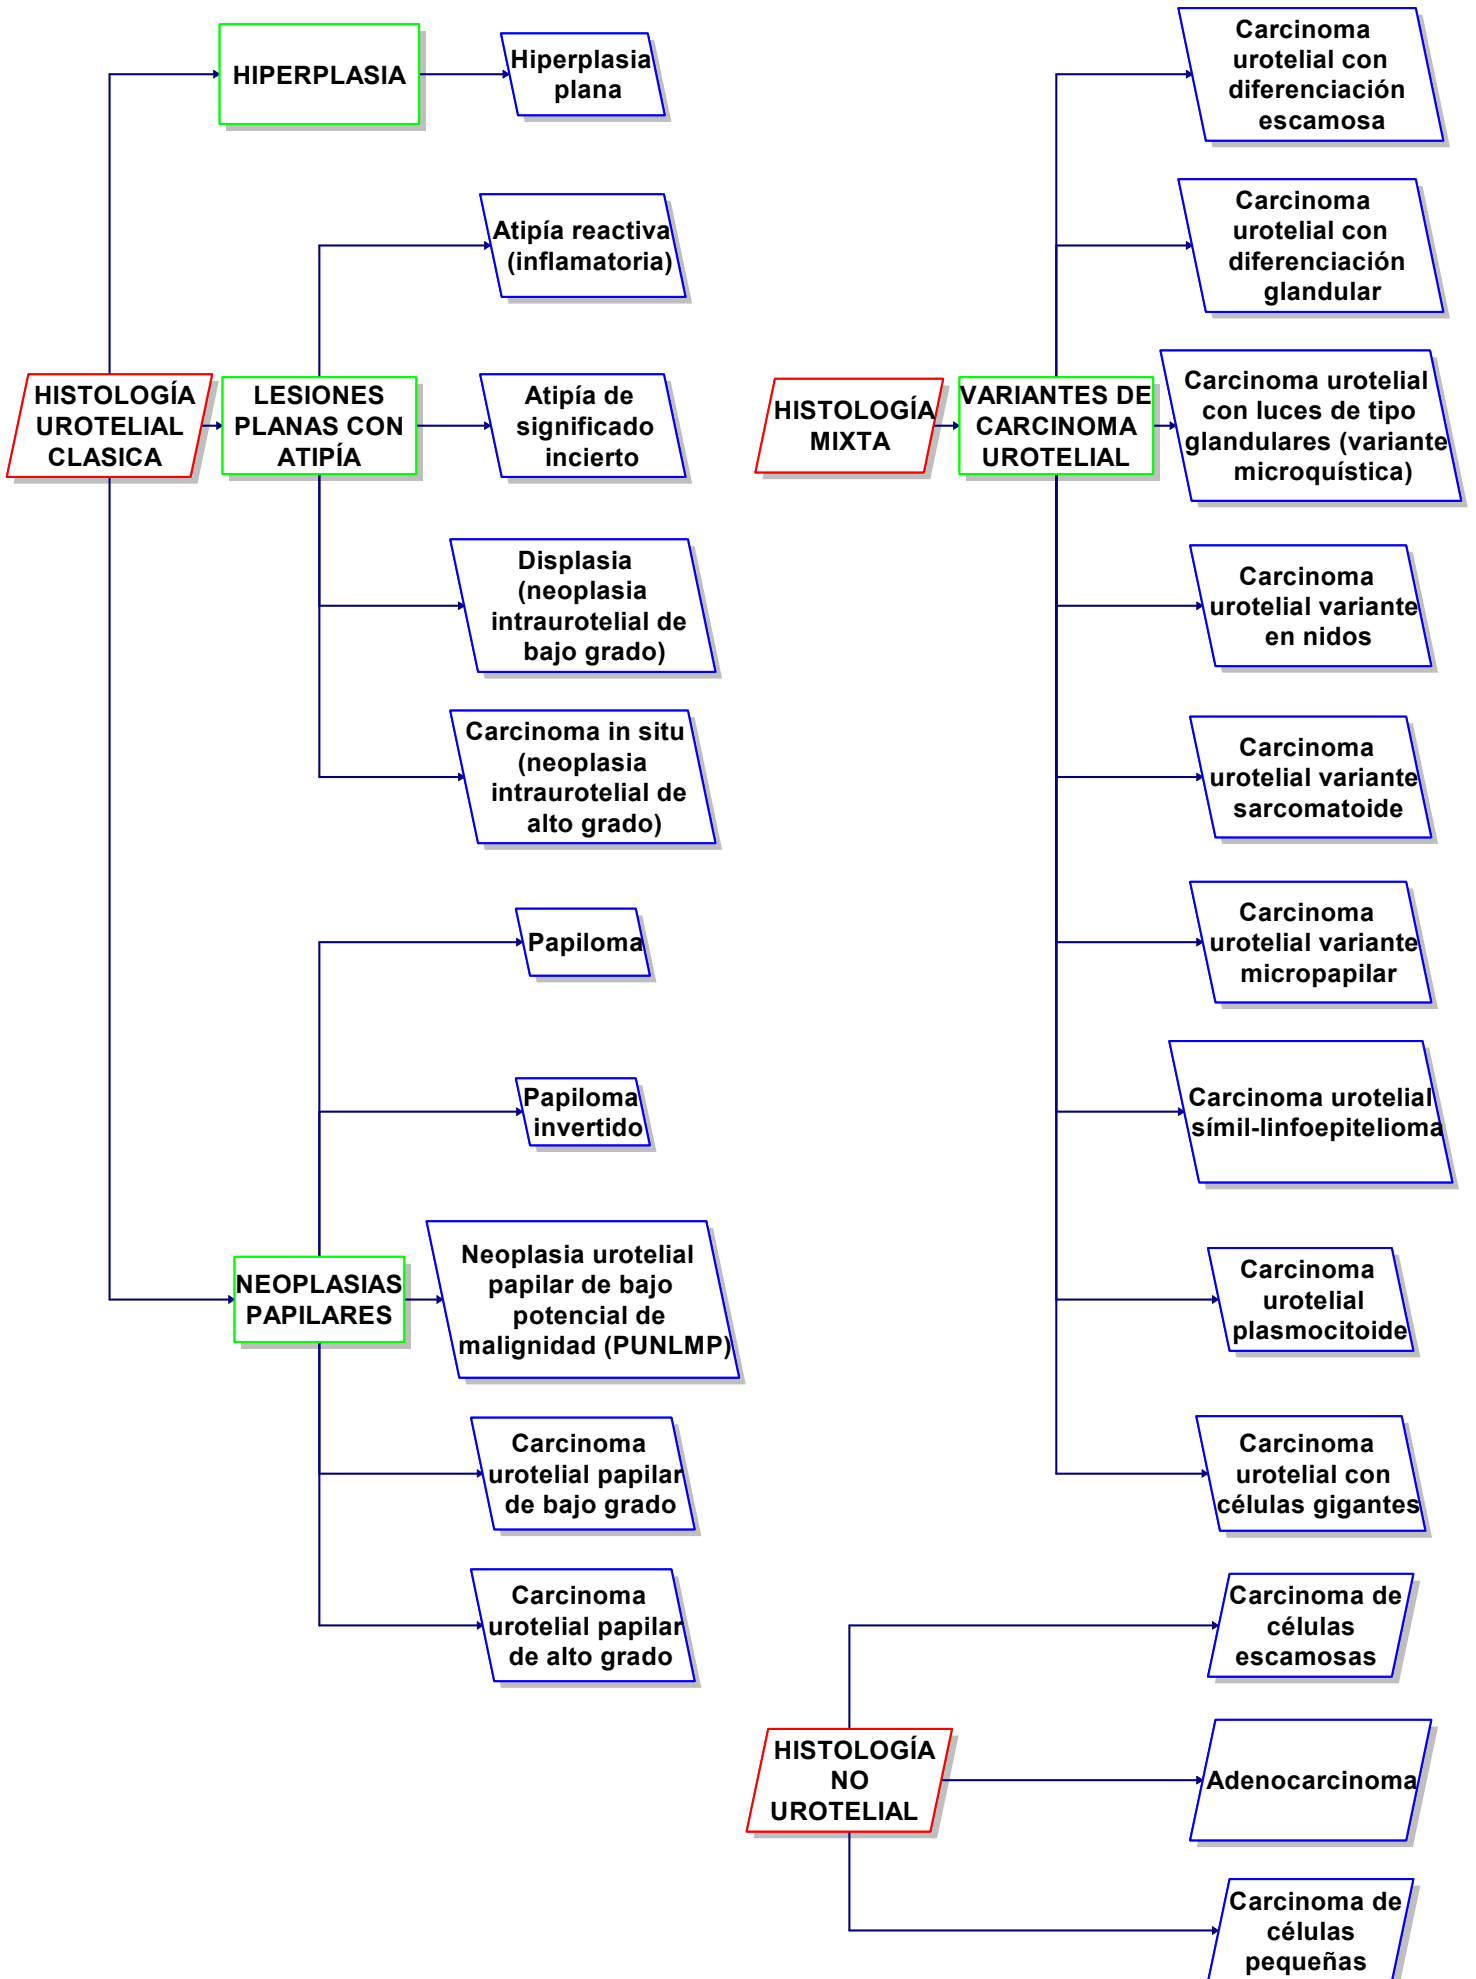 HIPERPLASIA
Hiperplasia
plana
Atipía reactiva
(inflamatoria)
HISTOLOGÍA
UROTELIAL
CLASICA
LESIONES
PLANAS CON
ATIPÍA
Atipía de
significado
incierto
Displasia
(neoplasia
intraurotelial de
bajo grado)
Carcinoma in situ
(neoplasia
intraurotelial de
alto grado)
Papiloma
Papiloma
invertido
NEOPLASIAS
PAPILARES
Neoplasia urotelial
papilar de bajo
potencial de
malignidad (PUNLMP)
Carcinoma
urotelial papilar
de bajo grado
Carcinoma
urotelial papilar
de alto grado
Carcinoma
urotelial con
diferenciación
escamosa
Carcinoma
urotelial con
diferenciación
glandular
HISTOLOGÍA
MIXTA
VARIANTES DE
CARCINOMA
UROTELIAL
Carcinoma urotelial
con luces de tipo
glandulares (variante
microquística)
Carcinoma
urotelial variante
en nidos
Carcinoma
urotelial variante
sarcomatoide
Carcinoma
urotelial variante
micropapilar
Carcinoma urotelial
símil-linfoepitelioma
Carcinoma
urotelial
plasmocitoide
Carcinoma
urotelial con
células gigantes
Carcinoma de
células
escamosas
HISTOLOGÍA
NO
UROTELIAL
Adenocarcinoma
Carcinoma de
células
pequeñas